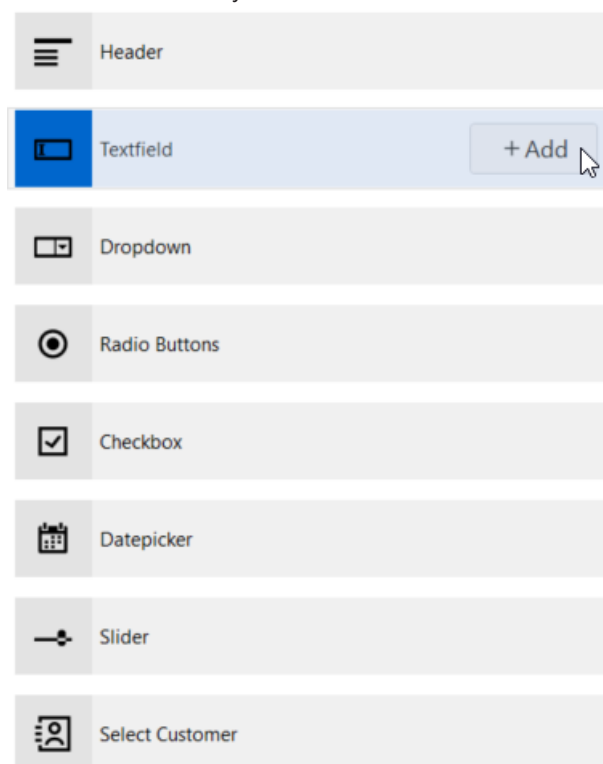 Header
Textfield
+ Add
Dropdown
Radio Buttons
Checkbox
Datepicker
Slider
Select Customer